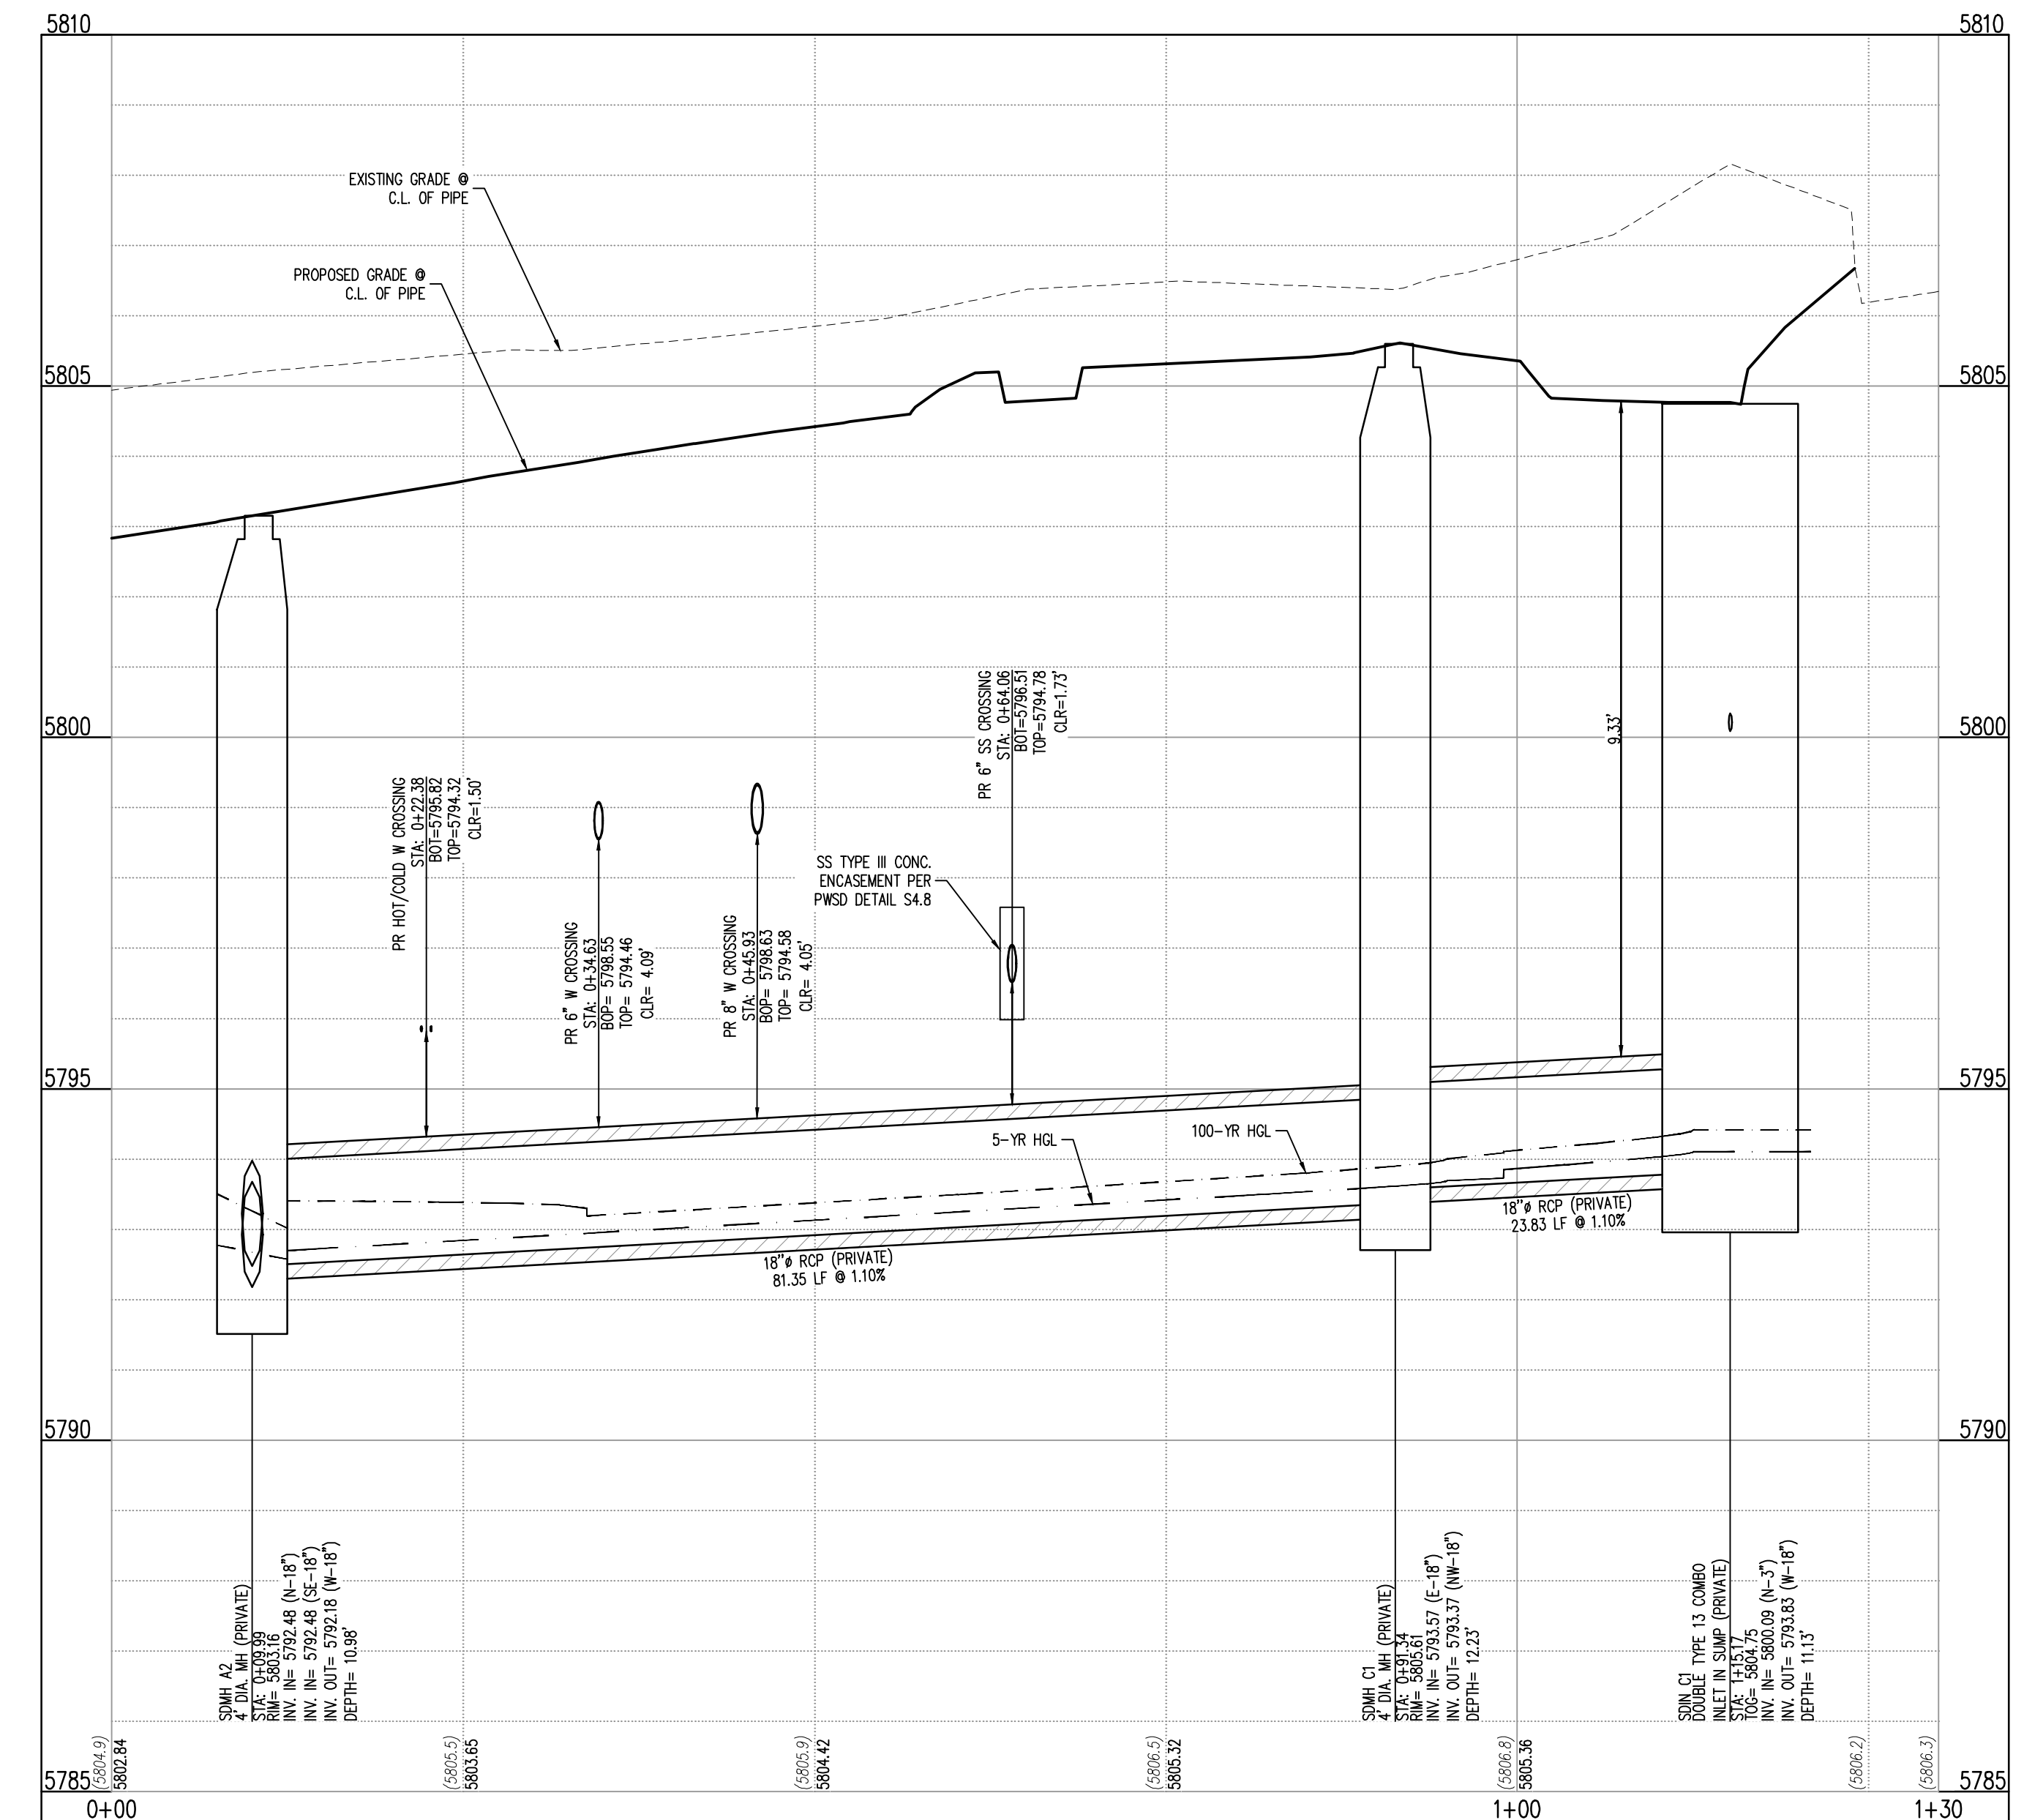 5810
5810
EXISTING GRADE @
C.L. OF PIPE
PROPOSED GRADE @
C.L. OF PIPE
5805
5805
PR HOT/COLD W CROSSING
STA: 0+22.38
BOT=5795.82
TOP=5794.32
CLR=1.50'
PR 6" W CROSSING
STA: 0+34.63
BOP= 5798.55
TOP= 5794.46
CLR= 4.09'
PR 8" W CROSSING
STA: 0+45.93
BOP= 5798.63
TOP= 5794.58
CLR= 4.05'
PR 6" SS CROSSING
STA: 0+64.06
BOT=5796.51
TOP=5794.78
CLR=1.73'
SS TYPE III CONC.
ENCASEMENT PER
PWSD DETAIL S4.8
9.33'
5800
5800
5795
5795
5-YR HGL
100-YR HGL
18"ø RCP (PRIVATE)
81.35 LF @ 1.10%
18"ø RCP (PRIVATE)
23.83 LF @ 1.10%
5790
5790
SDMH A2
4' DIA. MH (PRIVATE)
STA: 0+09.99
RIM= 5803.16
INV. IN= 5792.48 (N-18")
INV. IN= 5792.48 (SE-18")
INV. OUT= 5792.18 (W-18")
DEPTH= 10.98'
SDMH C1
4' DIA. MH (PRIVATE)
STA: 0+91.34
RIM= 5805.61
INV. IN= 5793.57 (E-18")
INV. OUT= 5793.37 (NW-18")
DEPTH= 12.23'
SDIN C1
DOUBLE TYPE 13 COMBO
INLET IN SUMP (PRIVATE)
STA: 1+15.17
TOG= 5804.75
INV. IN= 5800.09 (N-3")
INV. OUT= 5793.83 (W-18")
DEPTH= 11.13'
(5804.9)
5802.84
(5805.5)
5803.65
(5805.9)
5804.42
(5806.5)
5805.32
(5806.8)
5805.36
(5806.2)
(5806.3)
5785
5785
0+00
1+00
1+30